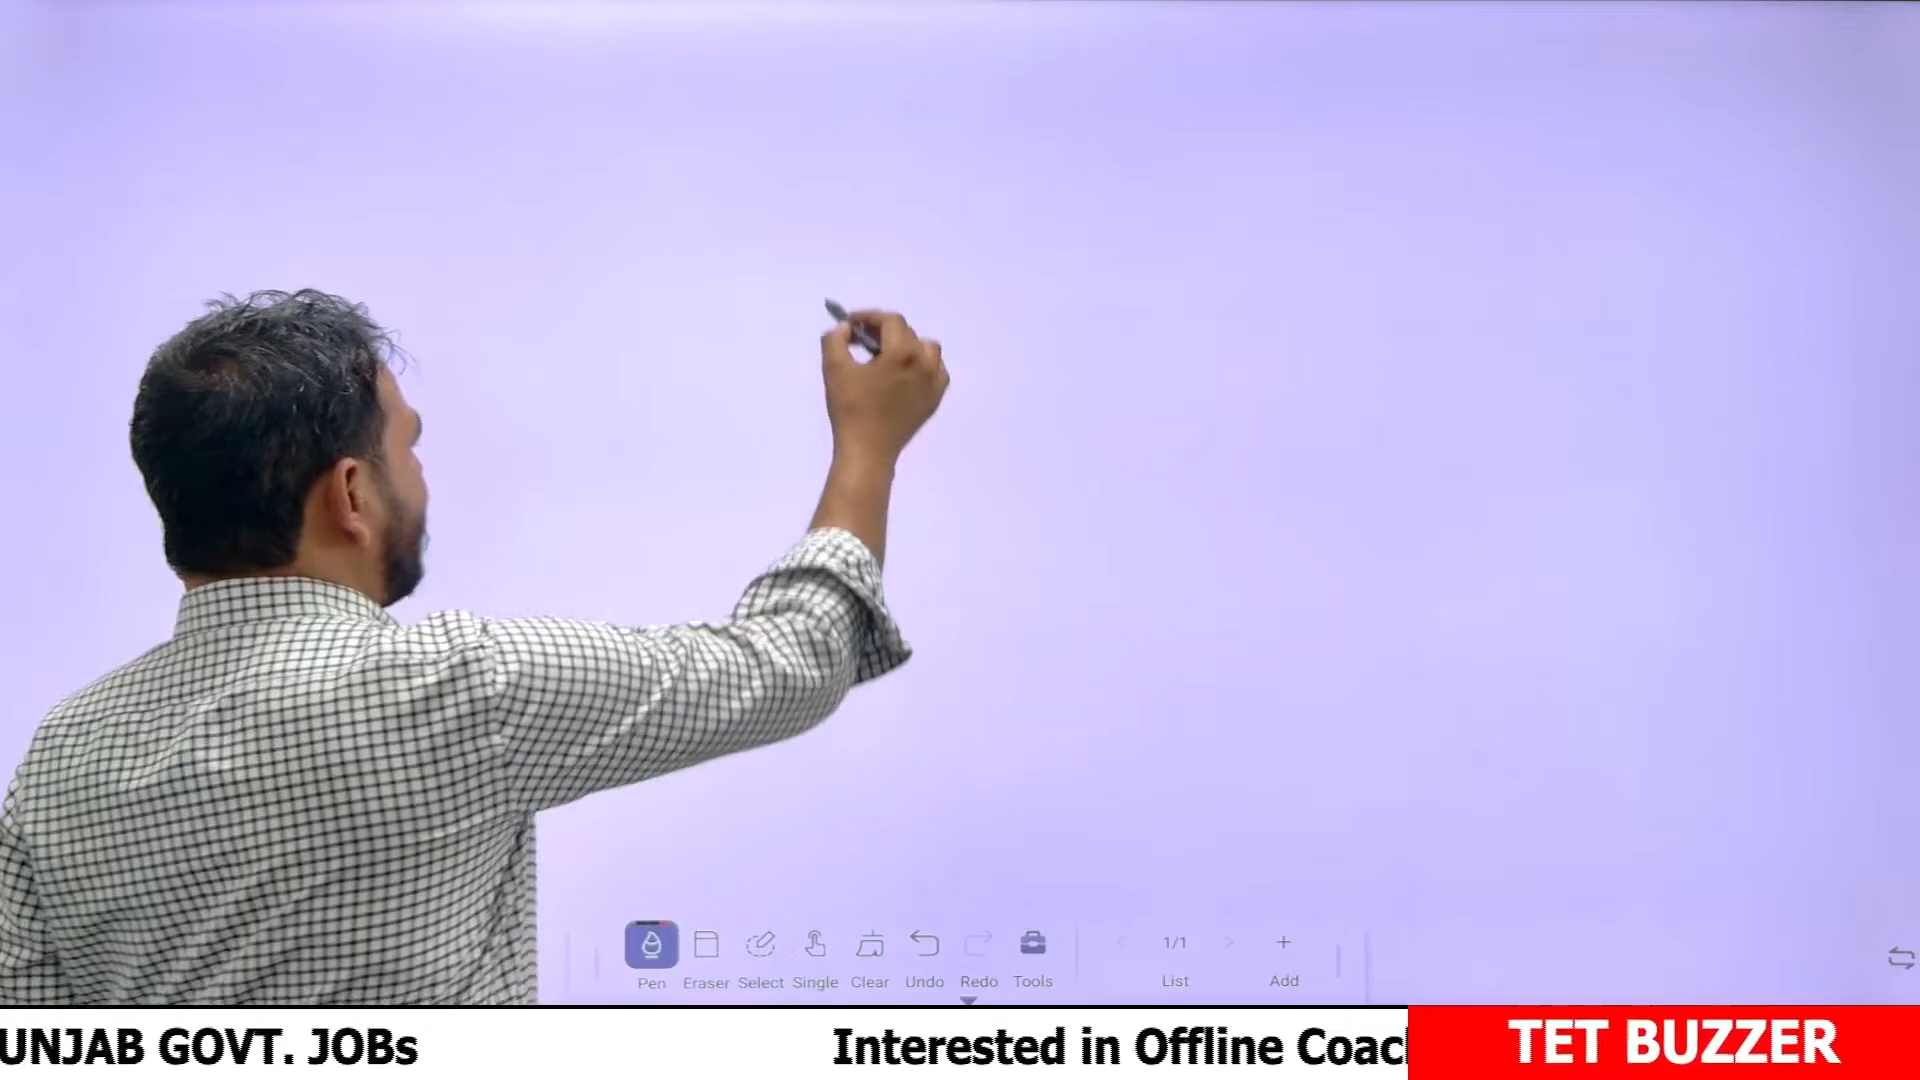 Pen Eraser Select Single Clear Undo Redo Tools
1/1
List
+
Add
UNJAB GOVT. JOBs
Interested in Offline Coac
TET BUZZER